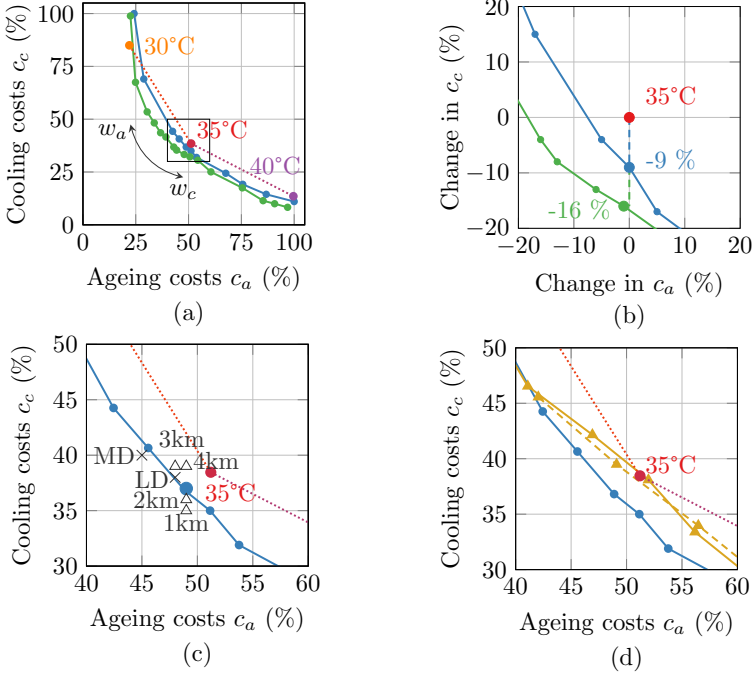 Cooling costs c_c (%)
100
75
50
25
0
30°C
35°C
40°C
w_a
w_c
0 25 50 75 100
Ageing costs c_a (%)
(a)
Change in c_c (%)
20
10
0
−10
−20
35°C
-9 %
-16 %
−20 −10 0 10 20
Change in c_a (%)
(b)
Cooling costs c_c (%)
50
45
40
35
30
3km
MD
4km
LD
35°C
2km
1km
40 45 50 55 60
Ageing costs c_a (%)
(c)
Cooling costs c_c (%)
50
45
40
35
30
35°C
40 45 50 55 60
Ageing costs c_a (%)
(d)